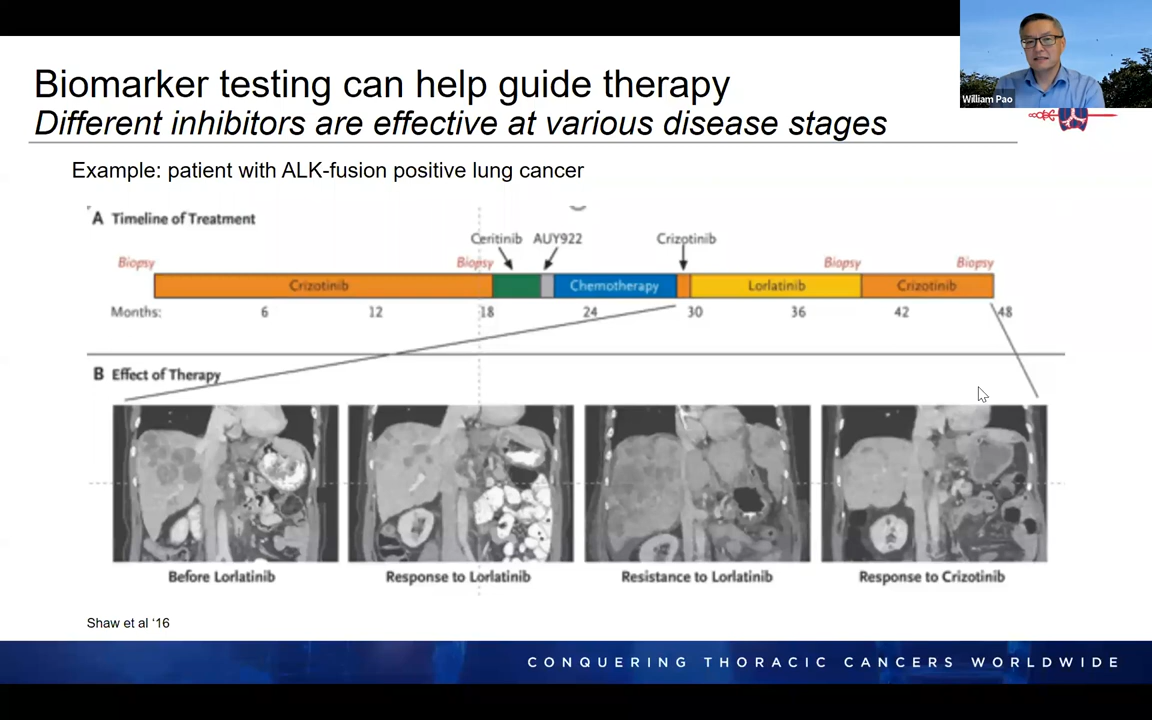 Biomarker testing can help guide therapy
William Pao
Different inhibitors are effective at various disease stages
Example: patient with ALK-fusion positive lung cancer
A Timeline of Treatment
Ceritinib AUY922 Crizotinib
Biopsy Biopsy Biopsy Biopsy
Crizotinib Chemotherapy Lorlatinib Crizotinib
Months: 6 12 18 24 30 36 42 48
B Effect of Therapy
Before Lorlatinib Response to Lorlatinib Resistance to Lorlatinib Response to Crizotinib
Shaw et al ‘16
CONQUERING THORACIC CANCERS WORLDWIDE